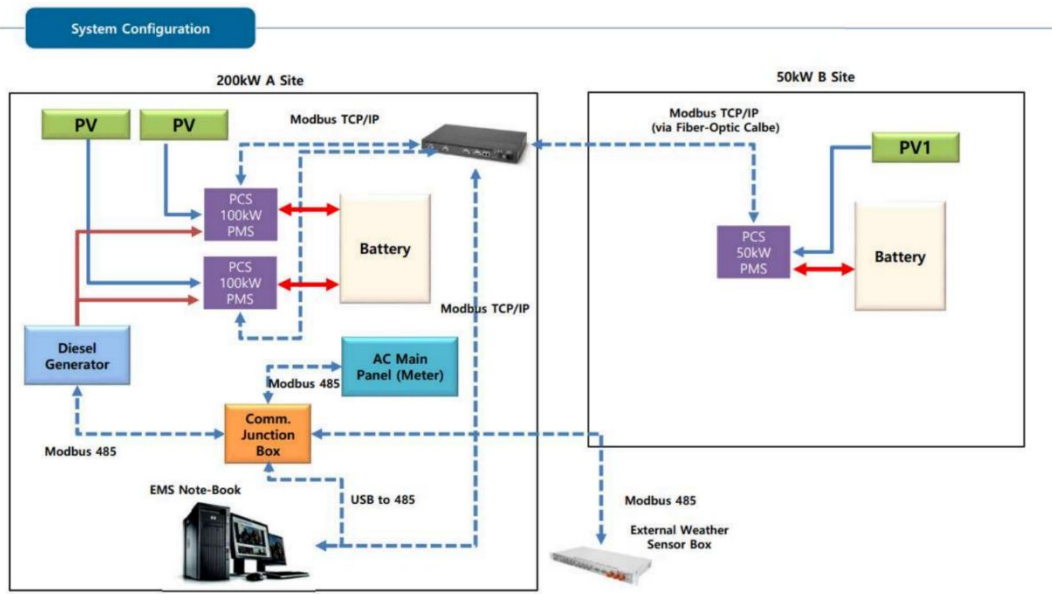 System Configuration
200kW A Site
50kW B Site
PV
PV
Modbus TCP/IP
Modbus TCP/IP
(via Fiber-Optic Calbe)
PV1
PCS
100kW
PMS
Battery
PCS
50kW
PMS
Battery
PCS
100kW
PMS
Modbus TCP/IP
Diesel
Generator
AC Main
Panel (Meter)
Modbus 485
Comm.
Junction
Box
Modbus 485
EMS Note-Book
USB to 485
Modbus 485
External Weather
Sensor Box